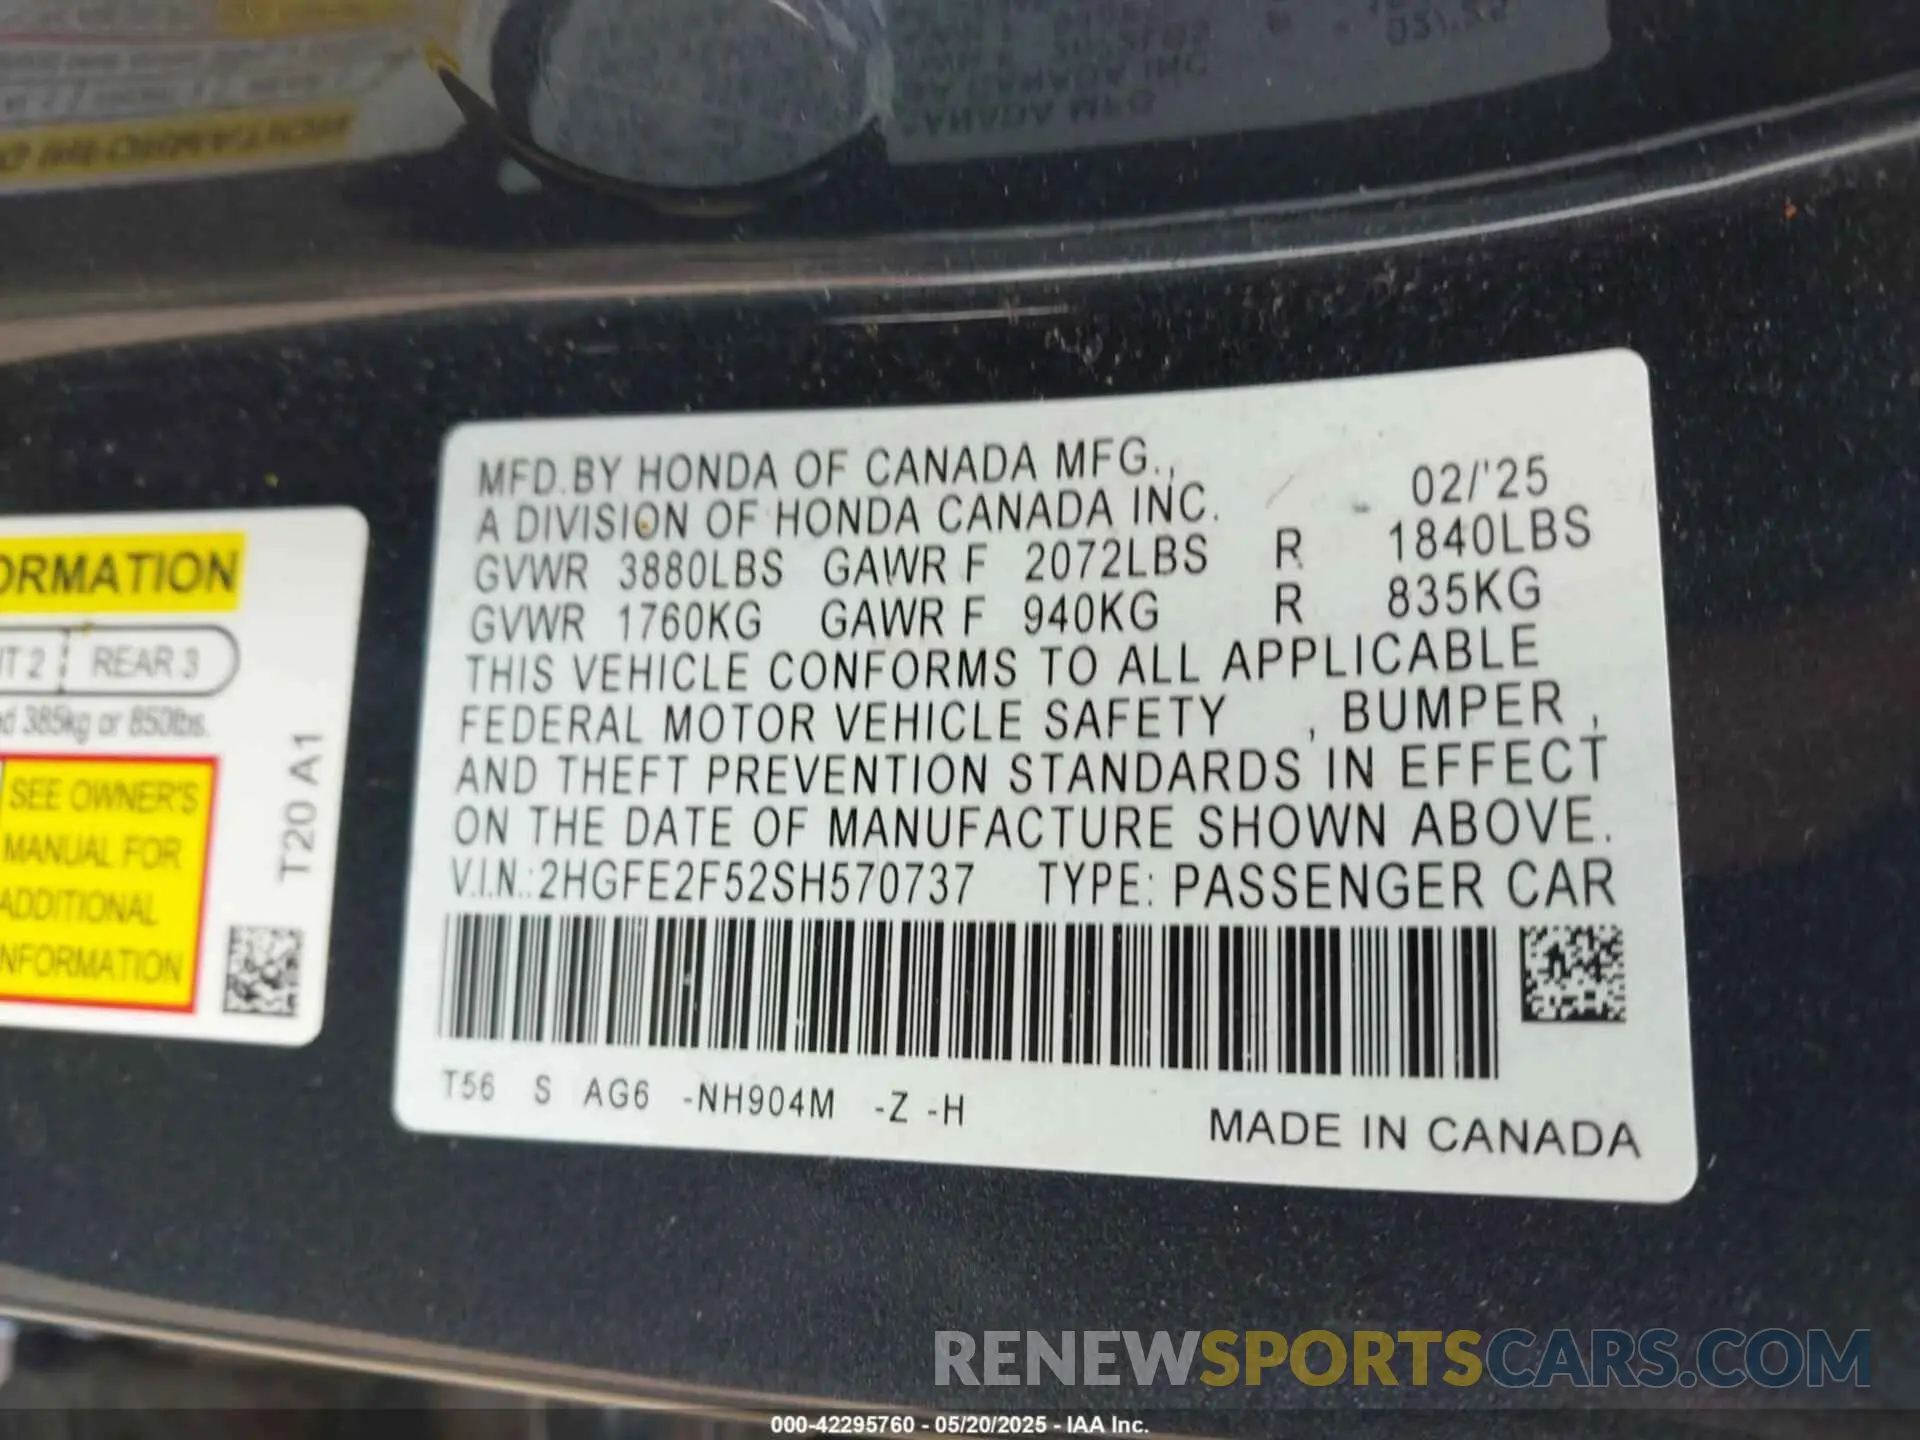 MFD.BY HONDA OF CANADA MFG.,
A DIVISION OF HONDA CANADA INC. 02/'25
GVWR 3880LBS GAWR F 2072LBS R 1840LBS
GVWR 1760KG GAWR F 940KG R 835KG
THIS VEHICLE CONFORMS TO ALL APPLICABLE
FEDERAL MOTOR VEHICLE SAFETY , BUMPER ,
AND THEFT PREVENTION STANDARDS IN EFFECT
ON THE DATE OF MANUFACTURE SHOWN ABOVE.
V.I.N.:2HGFE2F52SH570737 TYPE: PASSENGER CAR
T56 S AG6 -NH904M -Z -H
MADE IN CANADA
ORMATION
T 2 REAR 3
d 385kg or 850lbs.
SEE OWNER'S
MANUAL FOR
ADDITIONAL
NFORMATION
T20 A1
RENEWSPORTSCARS.COM
000-42295760 - 05/20/2025 - IAA Inc.